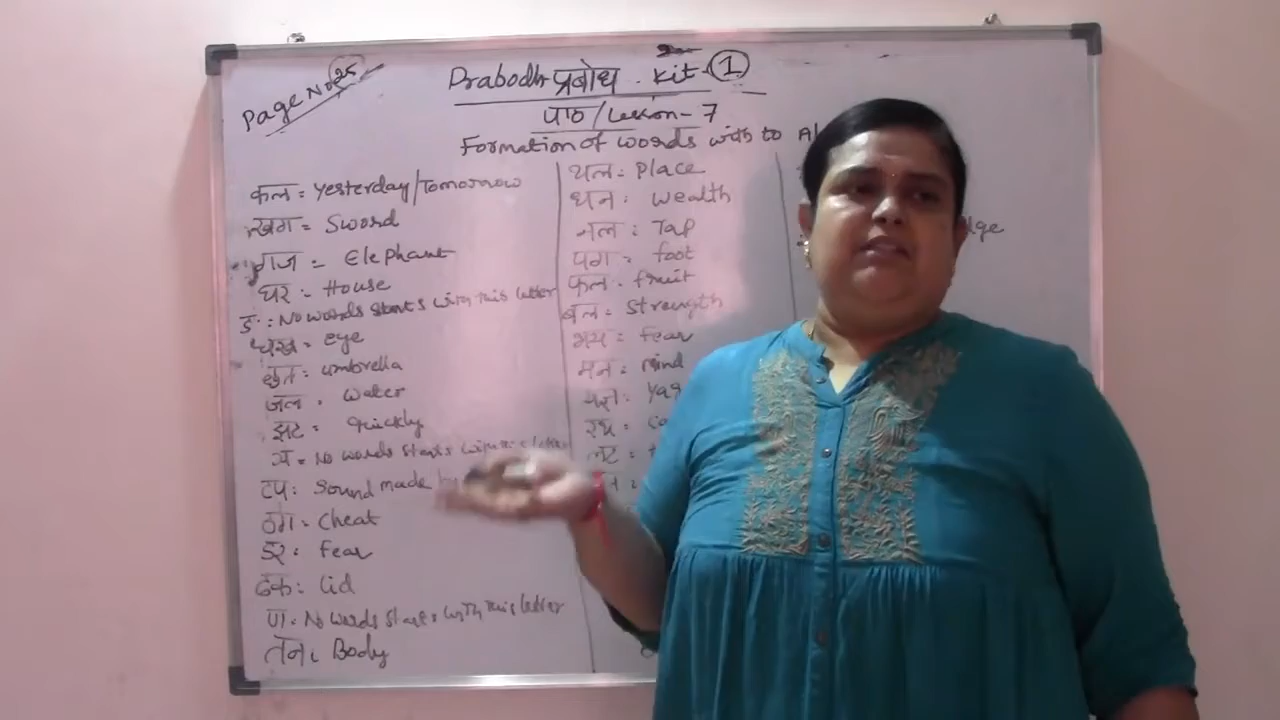 Page No 25
Prabodh प्रबोध . Kit - 1
पाठ / Lesson - 7
Formation of words with to Al
कल = Yesterday/Tomorrow
खग = Sword
गज = Elephant
घर = House
ङ : No words starts with this letter
चख = eye
छत = umbrella
जल = water
झट = quickly
ञ = No words starts with this letter
टप : Sound made
ठग = Cheat
डर = Fear
ढक : Lid
ण = No words starts with this letter
तन : Body
थल = Place
धन : wealth
नल : Tap
पग = foot
फल = fruit
बल = Strength
भय = fear
मन = mind
रथ :
लट =